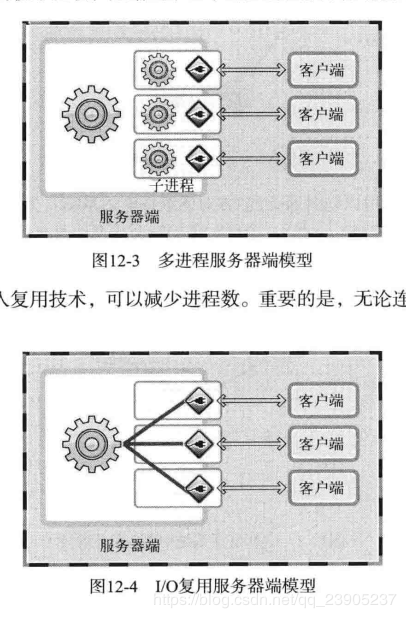 客户端
客户端
客户端
子进程
服务器端
图12-3 多进程服务器端模型
入复用技术，可以减少进程数。重要的是，无论连
客户端
客户端
客户端
服务器端
图12-4 I/O复用服务器端模型
https://blog.csdn.net/qq_23905237